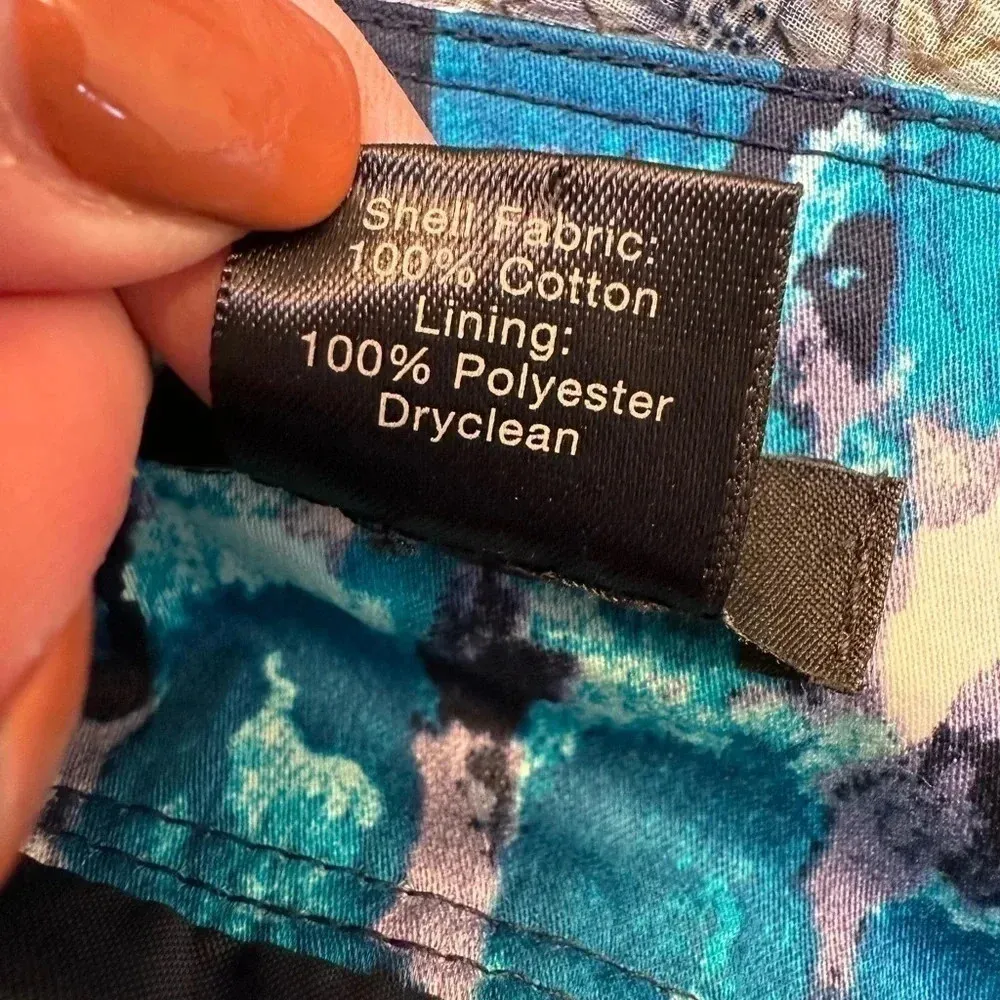 Shell Fabric:
100% Cotton
Lining:
100% Polyester
Dryclean